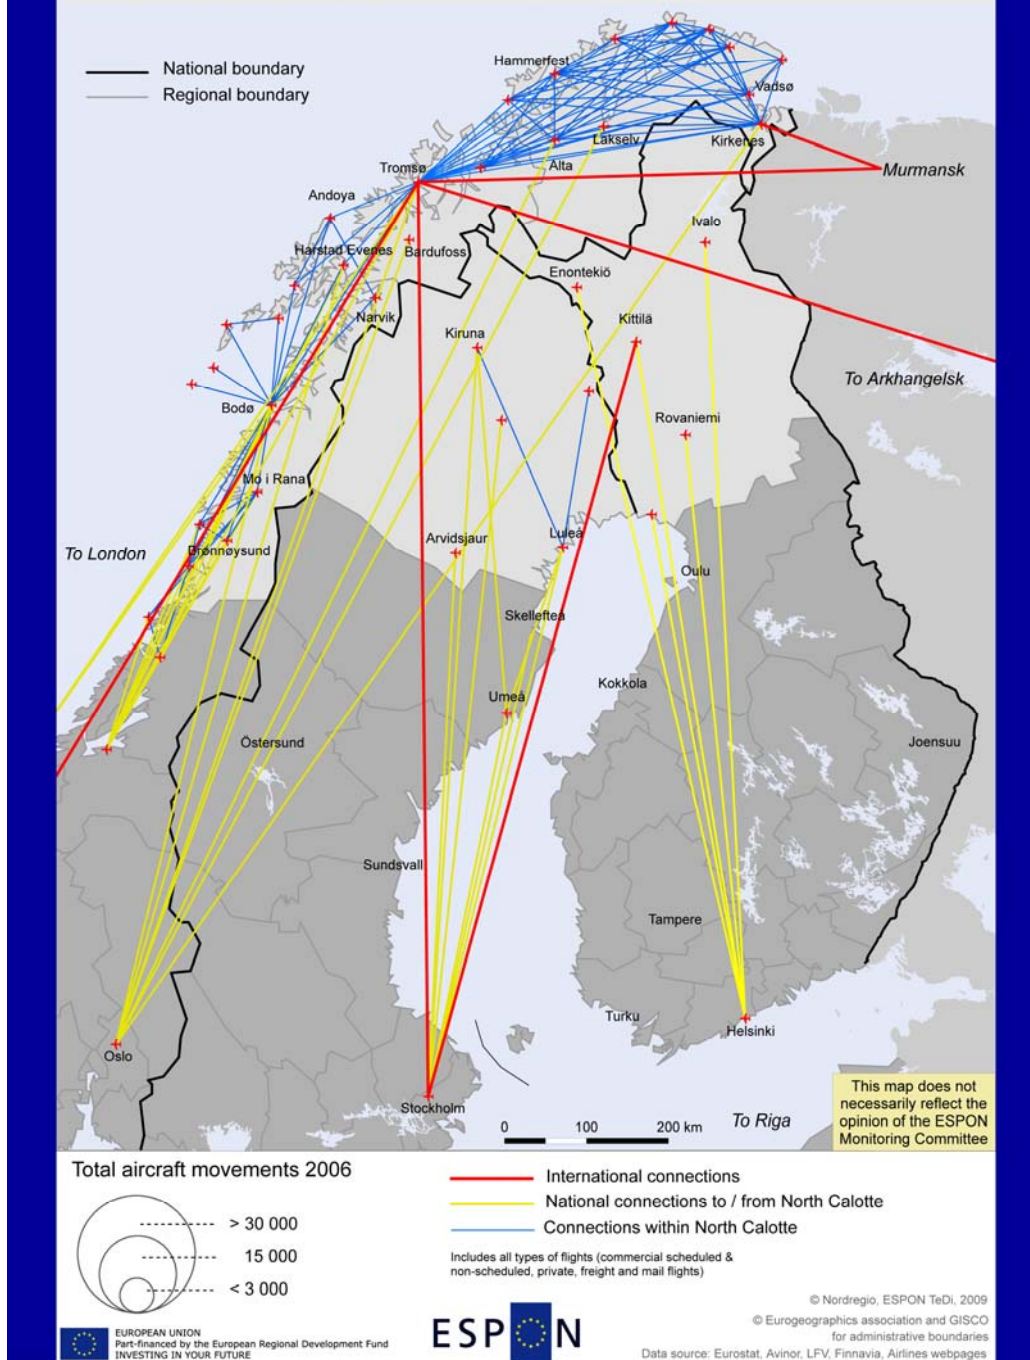 National boundary
Regional boundary
Hammerfest
Vadsø
Lakselv
Kirkenes
Alta
Tromsø
Murmansk
Andoya
Ivalo
Harstad Evenes
Bardufoss
Enontekiö
Narvik
Kiruna
Kittilä
To Arkhangelsk
Bodø
Rovaniemi
Mo i Rana
To London
Brønnøysund
Arvidsjaur
Luleå
Oulu
Skellefteå
Kokkola
Umeå
Östersund
Joensuu
Sundsvall
Tampere
Turku
Helsinki
Oslo
Stockholm
0 100 200 km
To Riga
This map does not
necessarily reflect the
opinion of the ESPON
Monitoring Committee
Total aircraft movements 2006
> 30 000
15 000
< 3 000
International connections
National connections to / from North Calotte
Connections within North Calotte
Includes all types of flights (commercial scheduled &
non-scheduled, private, freight and mail flights)
EUROPEAN UNION
Part-financed by the European Regional Development Fund
INVESTING IN YOUR FUTURE
ESPON
© Nordregio, ESPON TeDi, 2009
© Eurogeographics association and GISCO
for administrative boundaries
Data source: Eurostat, Avinor, LFV, Finnavia, Airlines webpages